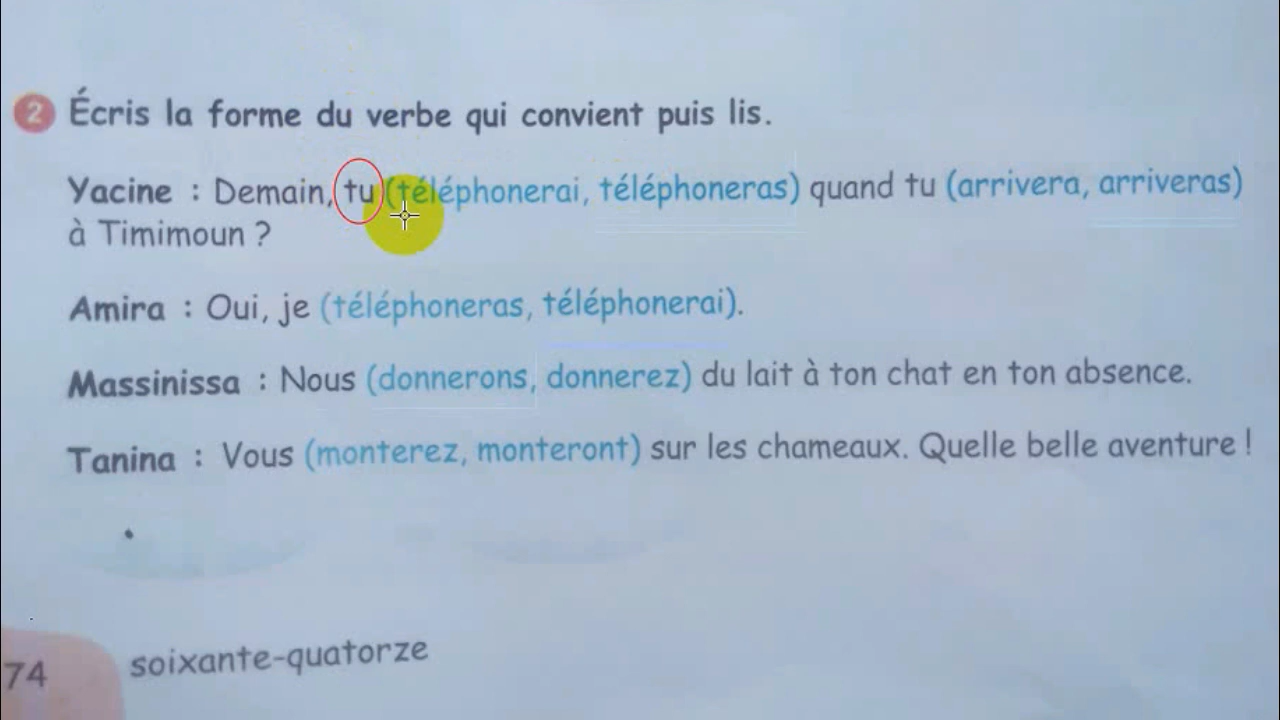 2 Écris la forme du verbe qui convient puis lis.
Yacine : Demain, tu (téléphonerai, téléphoneras) quand tu (arrivera, arriveras)
à Timimoun ?
Amira : Oui, je (téléphoneras, téléphonerai).
Massinissa : Nous (donnerons, donnerez) du lait à ton chat en ton absence.
Tanina : Vous (monterez, monteront) sur les chameaux. Quelle belle aventure !
74 soixante-quatorze